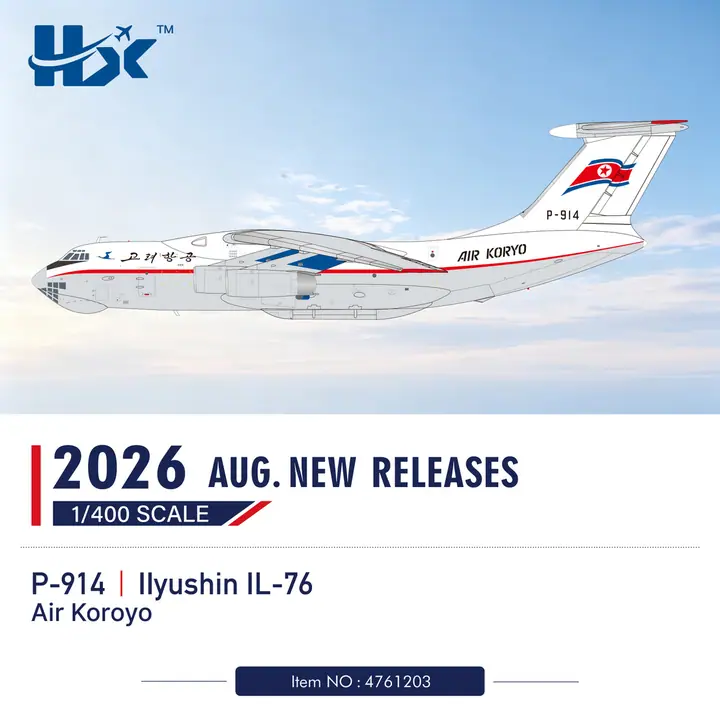 HX™
고려항공
AIR KORYO
P-914
2026 AUG. NEW RELEASES
1/400 SCALE
P-914 | Ilyushin IL-76
Air Koroyo
Item NO : 4761203